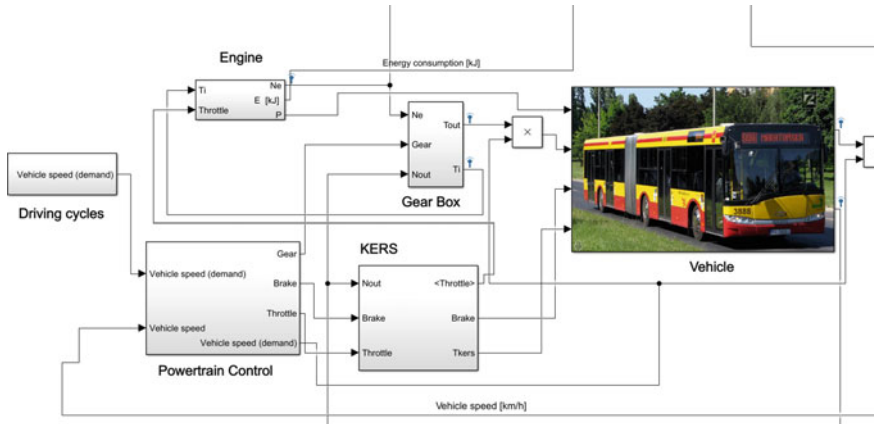 Engine
Energy consumption [kJ]
Ti
Throttle
Ne
E [kJ]
P
Ne
Gear
Nout
Tout
Ti
Gear Box
×
Vehicle speed (demand)
Driving cycles
Vehicle speed (demand)
Vehicle speed
Gear
Brake
Throttle
Vehicle speed (demand)
Powertrain Control
KERS
Nout
Brake
Throttle
<Throttle>
Brake
Tkers
3888
Vehicle
Vehicle speed [km/h]